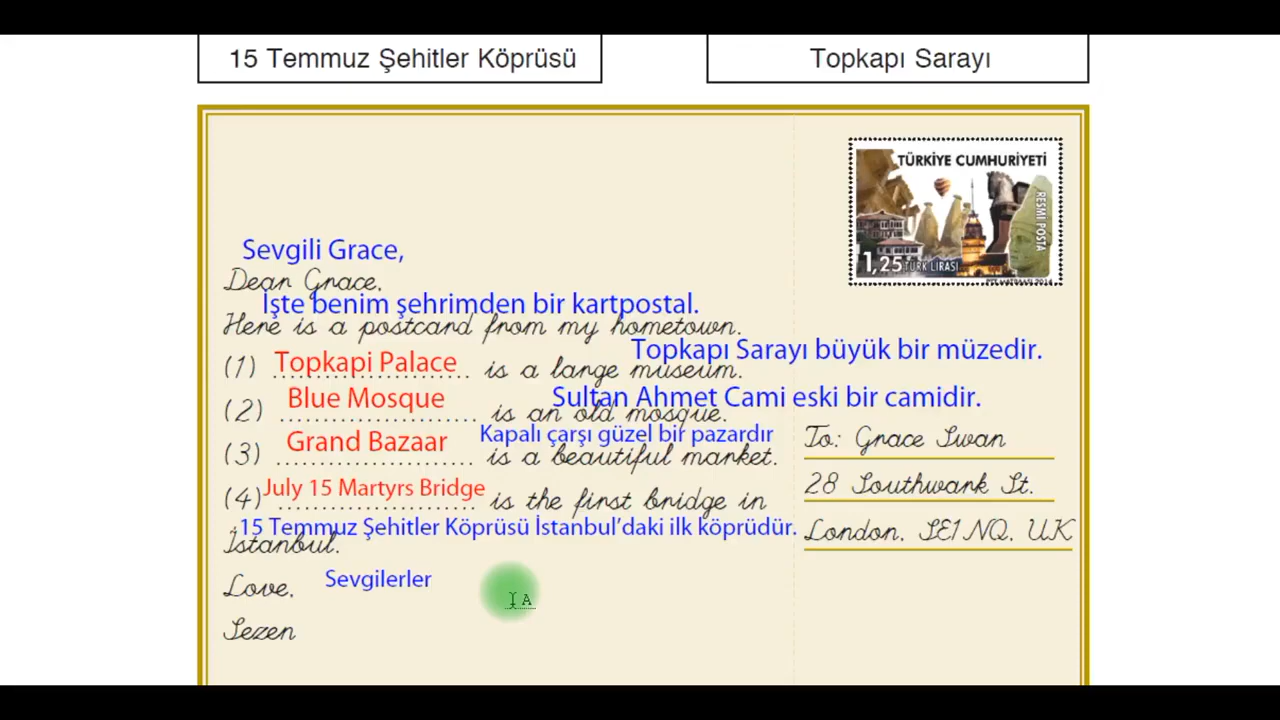 15 Temmuz Şehitler Köprüsü
Topkapı Sarayı
TÜRKİYE CUMHURİYETİ
RESMİ POSTA
1,25 TÜRK LİRASI
Sevgili Grace,
Dear Grace,
İşte benim şehrimden bir kartpostal.
Here is a postcard from my hometown.
Topkapı Sarayı büyük bir müzedir.
(1) Topkapi Palace is a large museum.
Sultan Ahmet Cami eski bir camidir.
(2) Blue Mosque is an old mosque.
Kapalı çarşı güzel bir pazardır
(3) Grand Bazaar is a beautiful market.
(4) July 15 Martyrs Bridge is the first bridge in
15 Temmuz Şehitler Köprüsü İstanbul'daki ilk köprüdür.
İstanbul.
Love, Sevgilerler
Sezen
To: Grace Swan
28 Southwark St.
London, SE1 NQ, UK
A